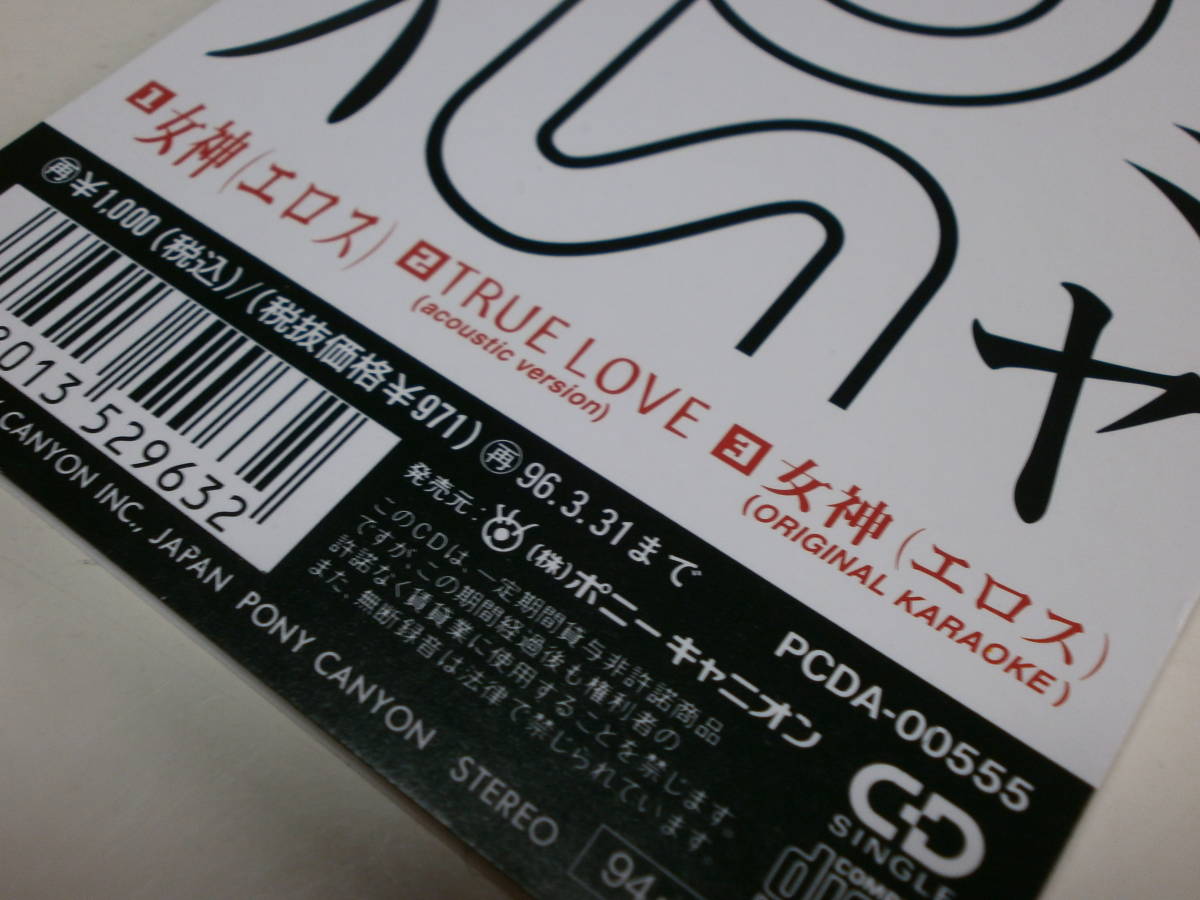 1 女神(エロス)
2 TRUE LOVE
(acoustic version)
3 女神(エロス)
(ORIGINAL KARAOKE)
再¥1,000(税込)/(税抜価格¥971)再96.3.31まで
PCDA-00555
013 529632
発売元:(株)ポニーキャニオン
このCDは、一定期間貸与非許諾商品
ですが、この期間経過後も権利者の
許諾なく賃貸業に使用することを禁じます。
また、無断録音は法律で禁じられています。
CANYON INC., JAPAN PONY CANYON STEREO
94
CD
SINGLE
ャ